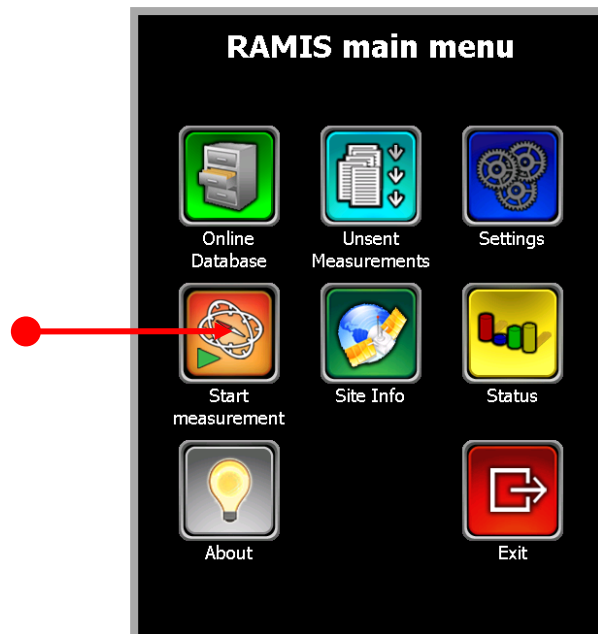 RAMIS main menu
Online
Database
Unsent
Measurements
Settings
Start
measurement
Site Info
Status
About
Exit